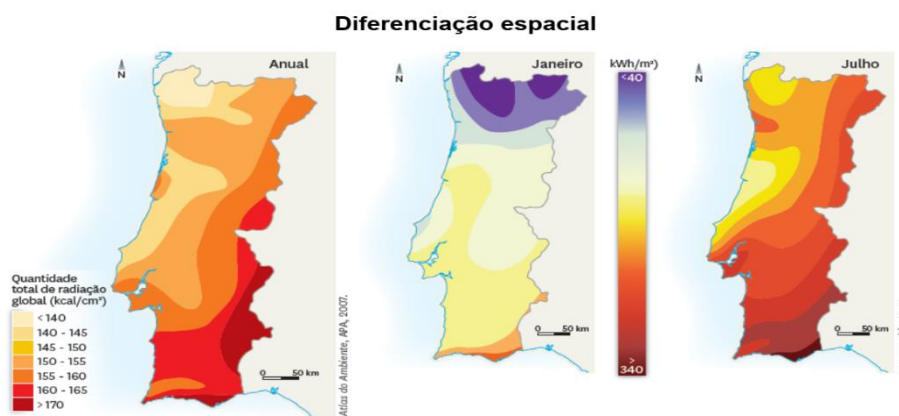 Diferenciação espacial
N
Anual
Quantidade
total de radiação
global (kcal/cm²)
<140
140 - 145
145 - 150
150 - 155
155 - 160
160 - 165
>170
0 50 km
Atlas do Ambiente, APA, 2007.
N
Janeiro
0 50 km
kWh/m²
<40
>
340
N
Julho
0 50 km